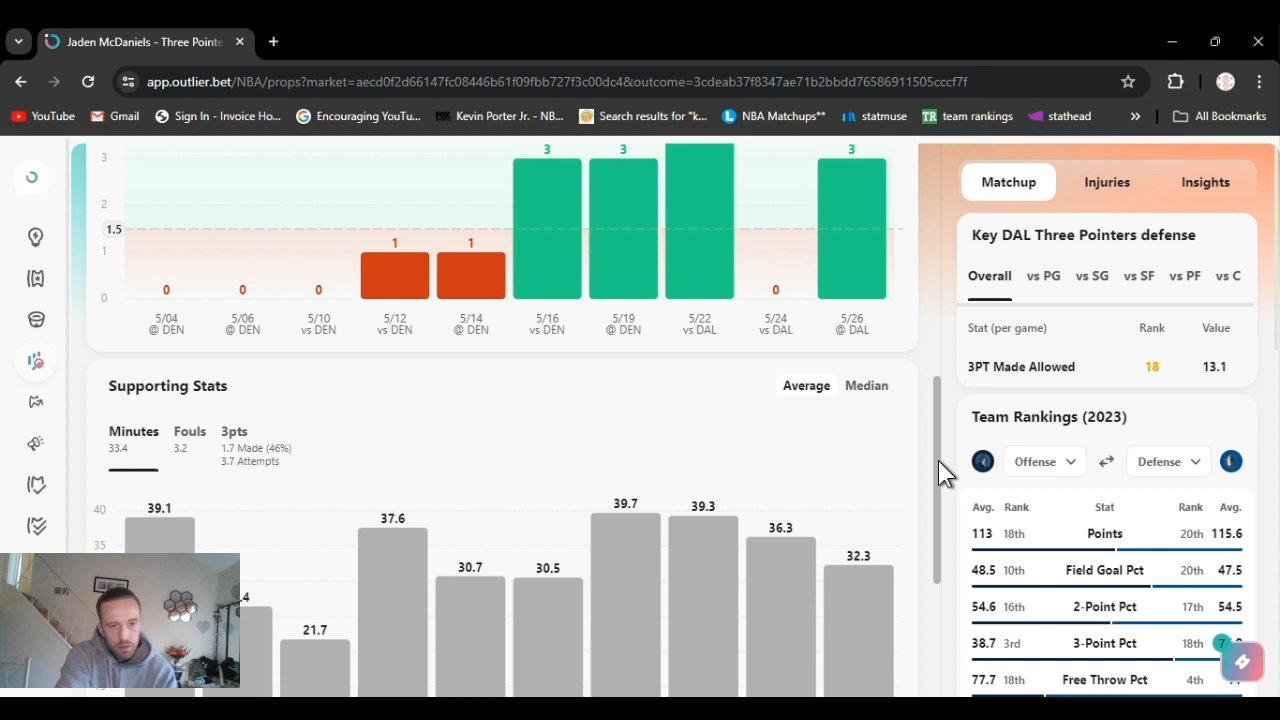 Jaden McDaniels - Three Pointe
app.outlier.bet/NBA/props?market=aecd0f2d66147fc08446b61f09fbb727f3c00dc4&outcome=3cdeab37f8347ae71b2bbdd76586911505cccf7f
YouTube Gmail Sign In - Invoice Ho... Encouraging YouTu... FOX Kevin Porter Jr. - NB... Search results for "k... NBA Matchups** statmuse TR team rankings stathead » All Bookmarks
3 3 3 3
2
1.5
1 1 1
0 0 0 0 0
5/04 5/06 5/10 5/12 5/14 5/16 5/19 5/22 5/24 5/26
@ DEN @ DEN vs DEN vs DEN @ DEN vs DEN @ DEN vs DAL vs DAL @ DAL
Supporting Stats Average Median
Minutes Fouls 3pts
33.4 3.2 1.7 Made (46%)
3.7 Attempts
40 39.1 37.6 39.7 39.3 36.3
35 .4 21.7 30.7 30.5 32.3
Matchup Injuries Insights
Key DAL Three Pointers defense
Overall vs PG vs SG vs SF vs PF vs C
Stat (per game) Rank Value
3PT Made Allowed 18 13.1
Team Rankings (2023)
Offense Defense
Avg. Rank Stat Rank Avg.
113 18th Points 20th 115.6
48.5 10th Field Goal Pct 20th 47.5
54.6 16th 2-Point Pct 17th 54.5
38.7 3rd 3-Point Pct 18th 7
77.7 18th Free Throw Pct 4th